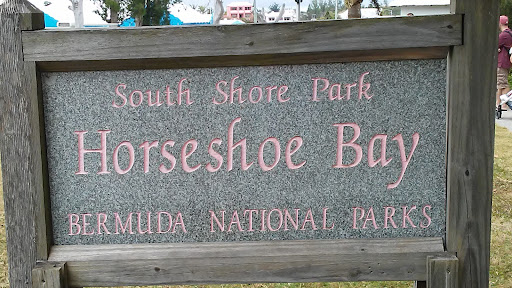 South Shore Park
Horseshoe Bay
BERMUDA NATIONAL PARKS